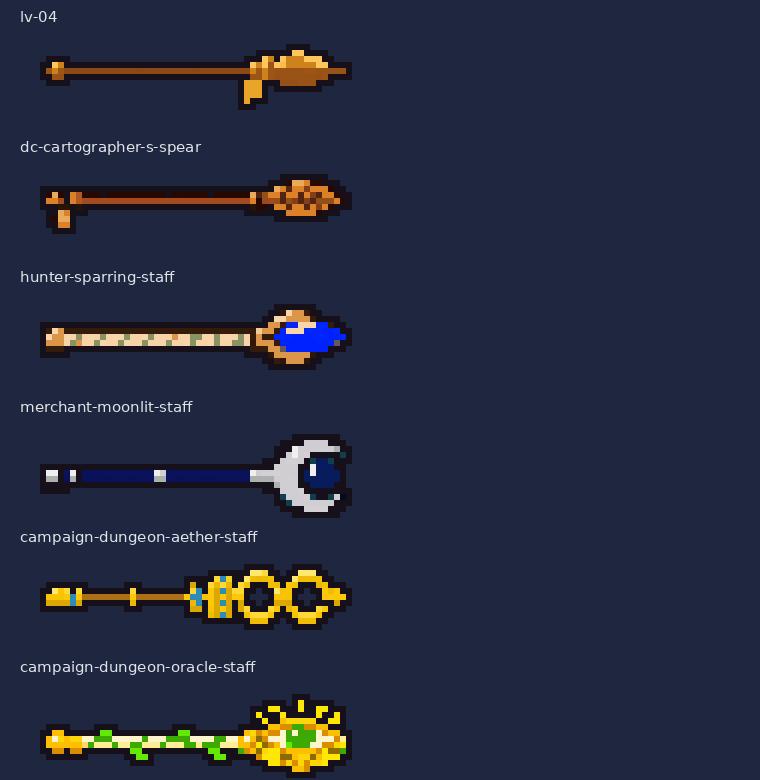 lv-04
dc-cartographer-s-spear
hunter-sparring-staff
merchant-moonlit-staff
campaign-dungeon-aether-staff
campaign-dungeon-oracle-staff